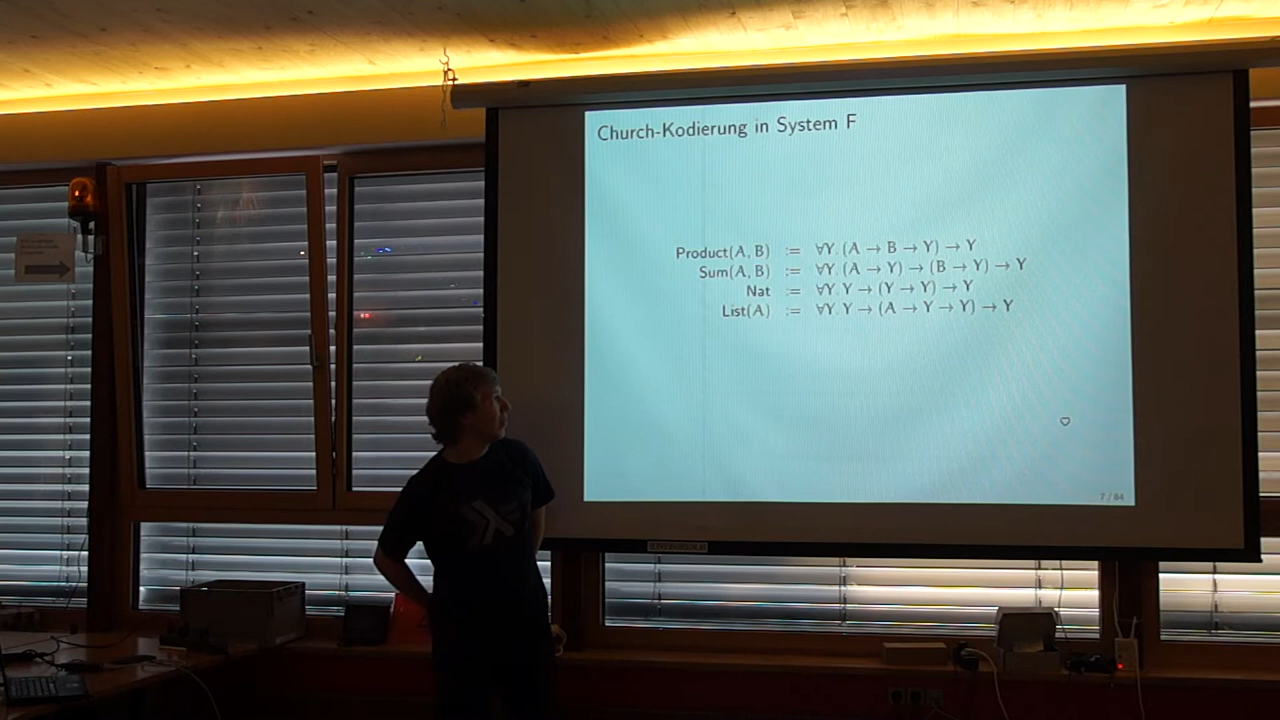 Church-Kodierung in System F
Product(A, B) := ∀Y. (A → B → Y) → Y
Sum(A, B) := ∀Y. (A → Y) → (B → Y) → Y
Nat := ∀Y. Y → (Y → Y) → Y
List(A) := ∀Y. Y → (A → Y → Y) → Y
7 / 84